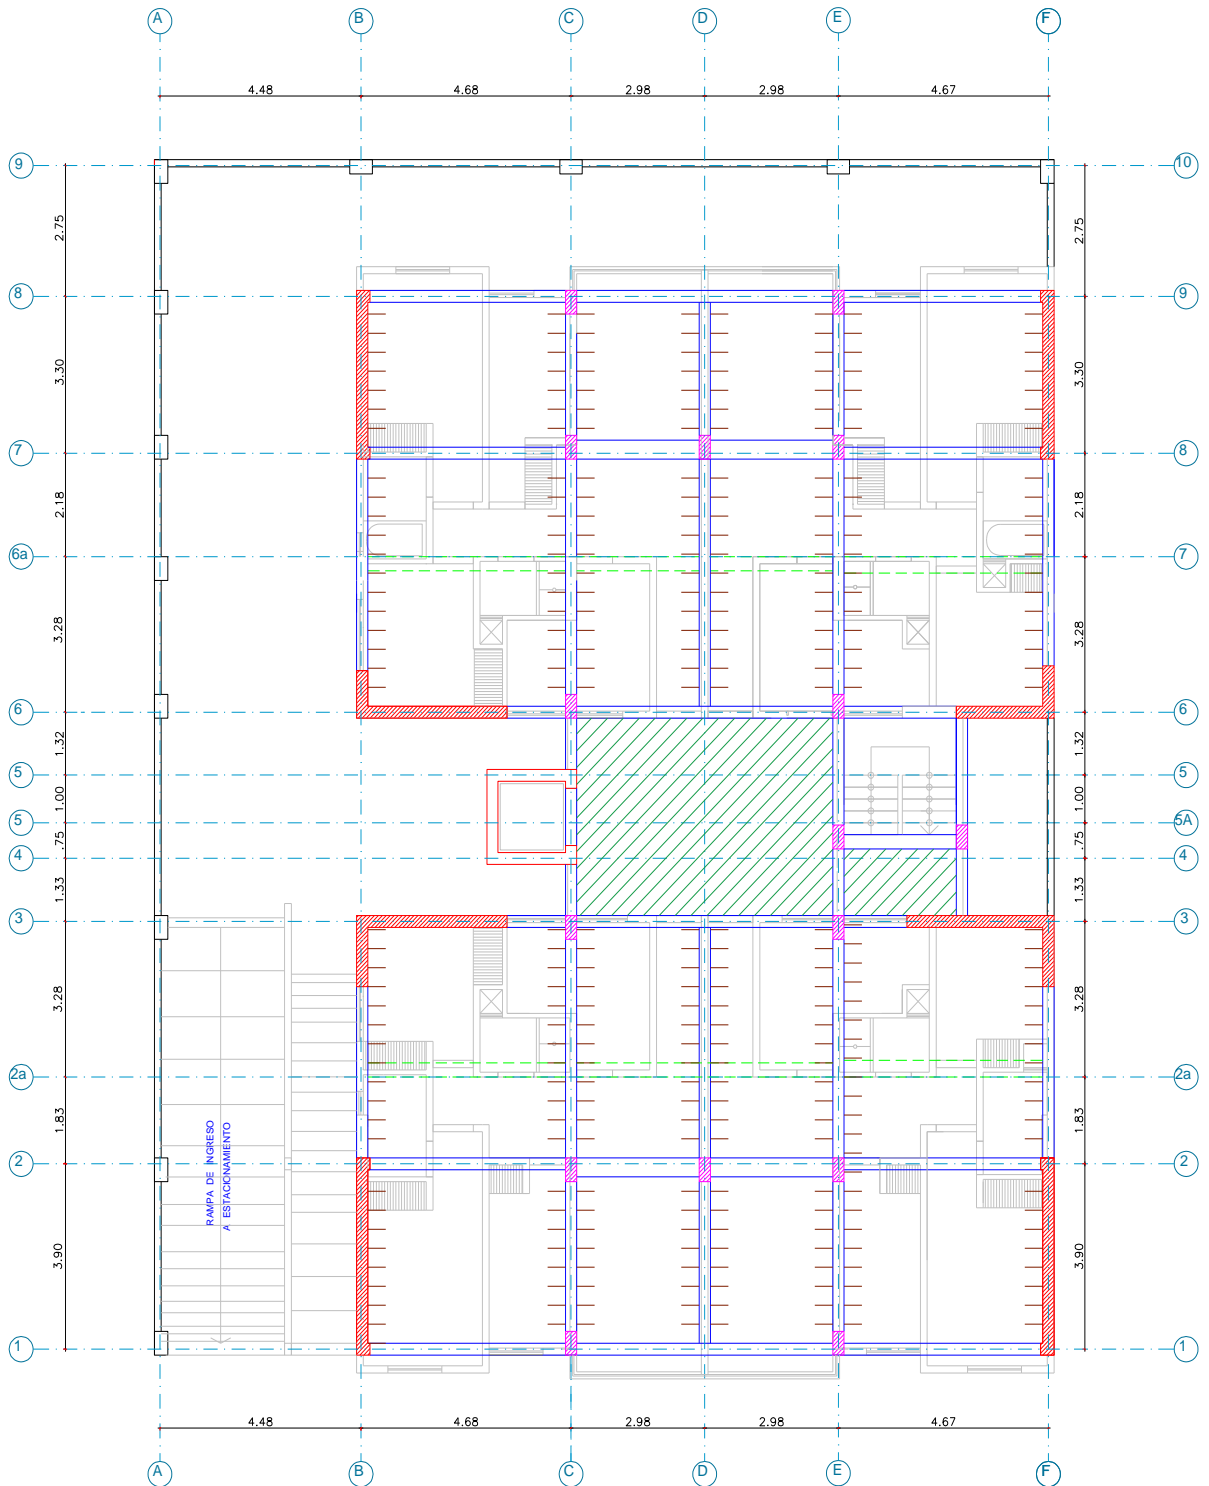 A B C D E F
4.48 4.68 2.98 2.98 4.67
9 10
2.75 2.75
8 9
3.30 3.30
7 8
2.18 2.18
6a 7
3.28 3.28
6 6
1.32 1.32
5 5
1.00 1.00
5 5A
.75 .75
4 4
1.33 1.33
3 3
3.28 3.28
2a 2a
1.83 1.83
RAMPA DE INGRESO
A ESTACIONAMIENTO
2 2
3.90 3.90
1 1
4.48 4.68 2.98 2.98 4.67
A B C D E F